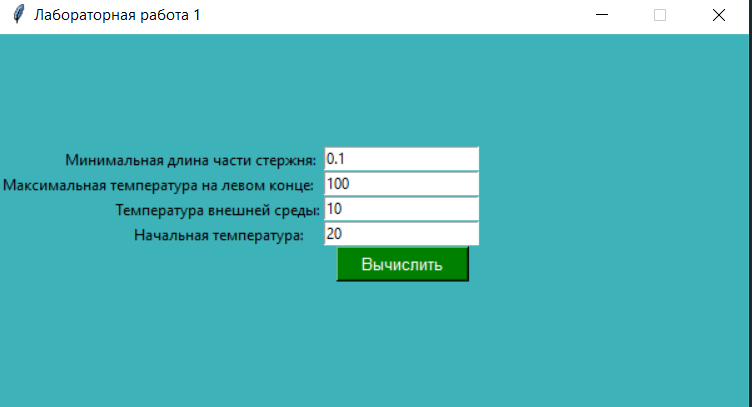 Лабораторная работа 1
Минимальная длина части стержня: 0.1
Максимальная температура на левом конце: 100
Температура внешней среды: 10
Начальная температура: 20
Вычислить